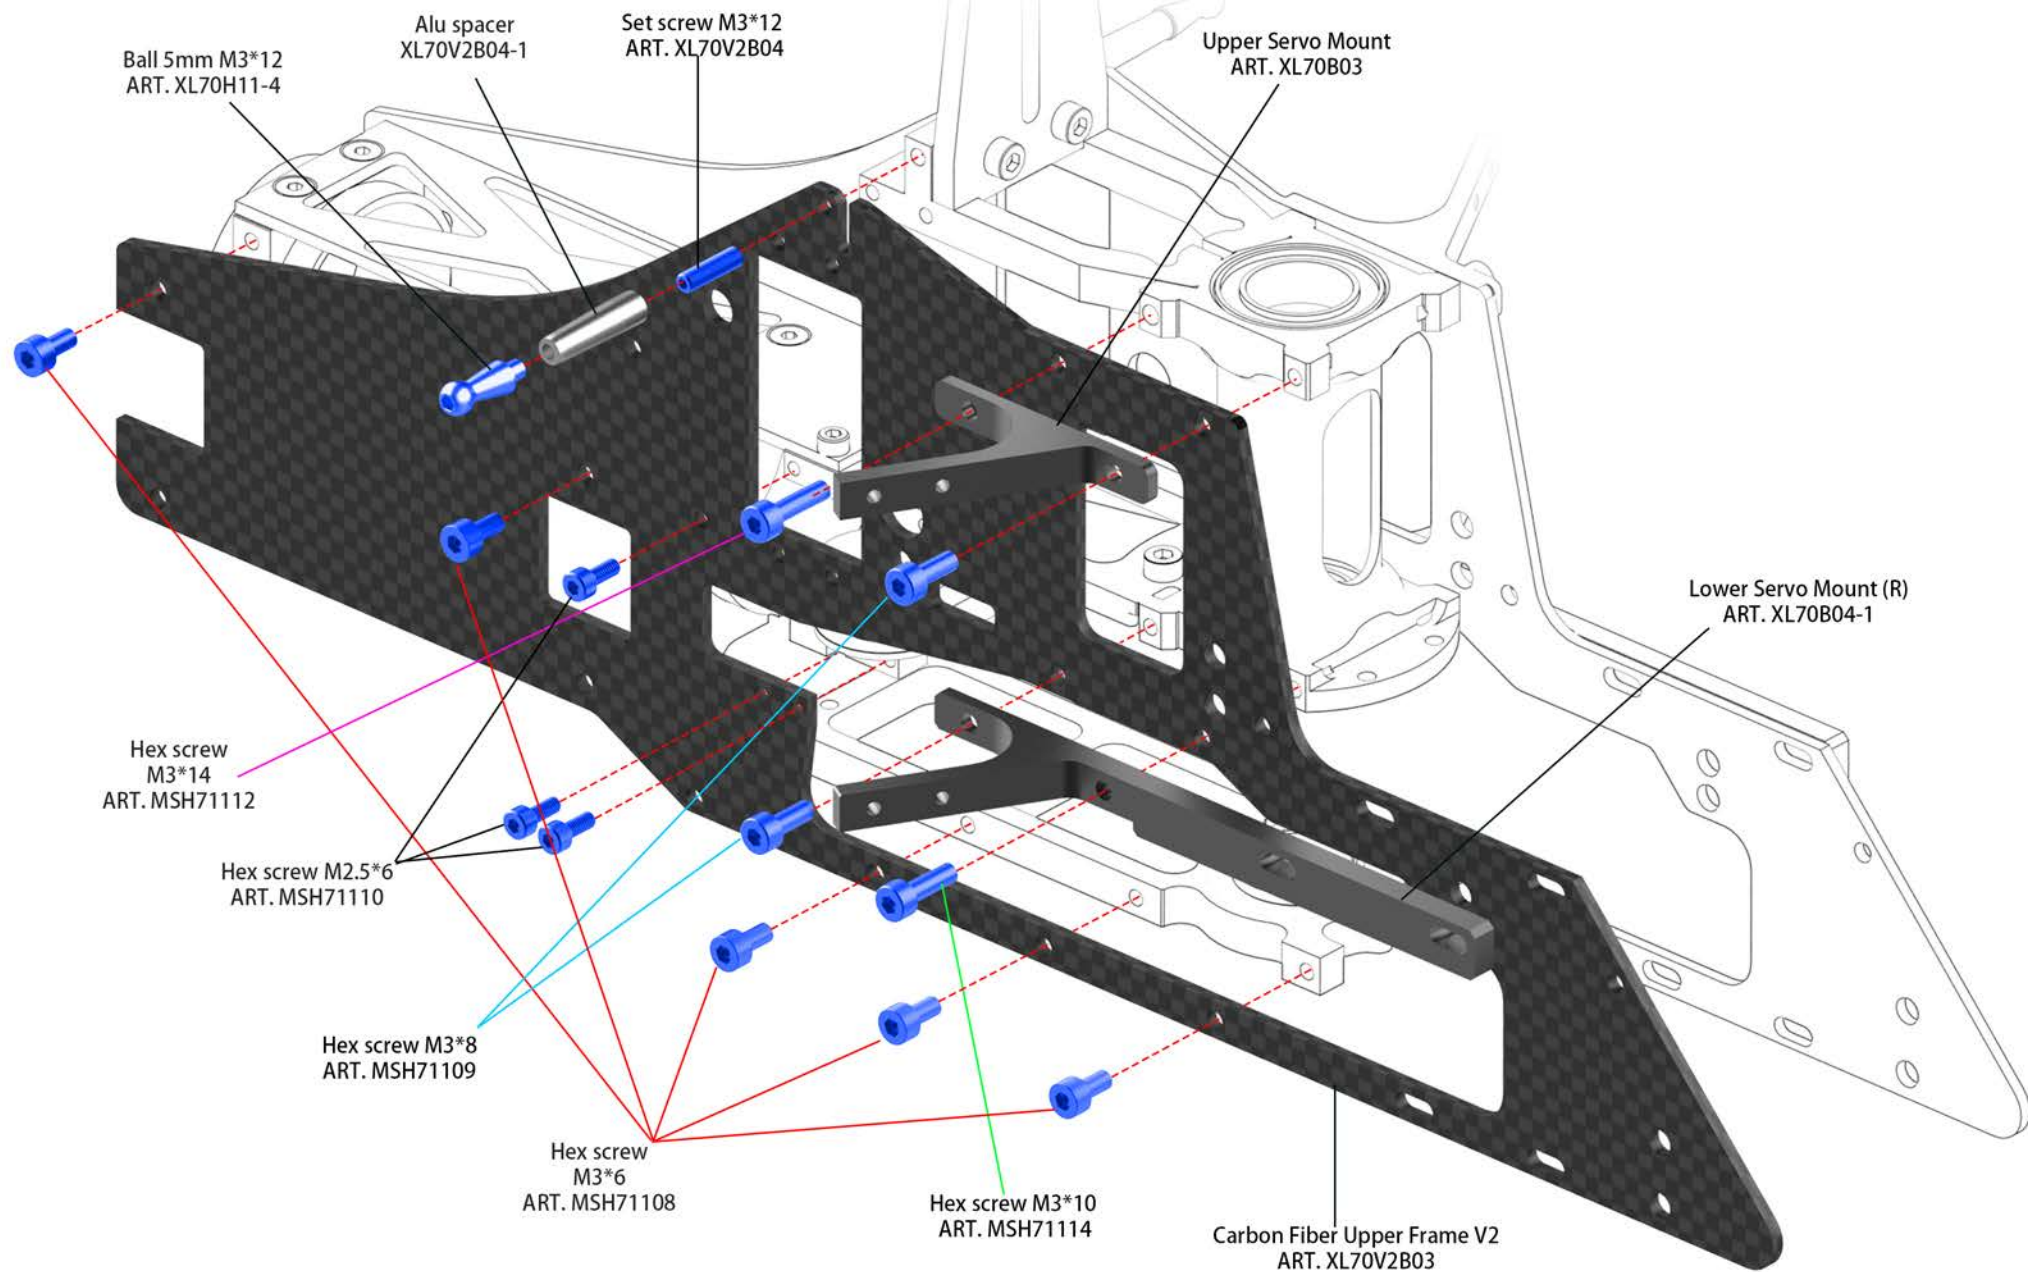 Alu spacer
XL70V2B04-1
Set screw M3*12
ART. XL70V2B04
Upper Servo Mount
ART. XL70B03
Ball 5mm M3*12
ART. XL70H11-4
Lower Servo Mount (R)
ART. XL70B04-1
Hex screw
M3*14
ART. MSH71112
Hex screw M2.5*6
ART. MSH71110
Hex screw M3*8
ART. MSH71109
Hex screw
M3*6
ART. MSH71108
Hex screw M3*10
ART. MSH71114
Carbon Fiber Upper Frame V2
ART. XL70V2B03